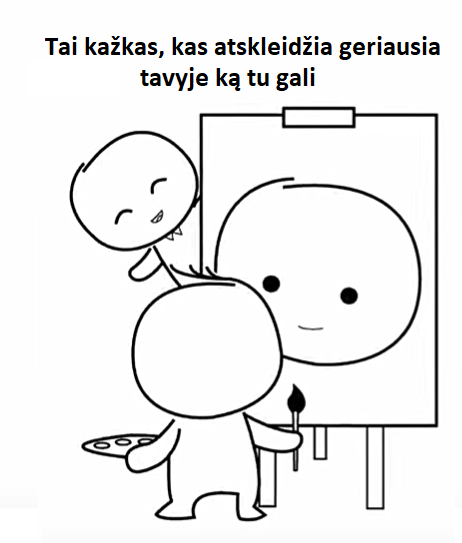 Tai kažkas, kas atskleidžia geriausia
tavyje ką tu gali